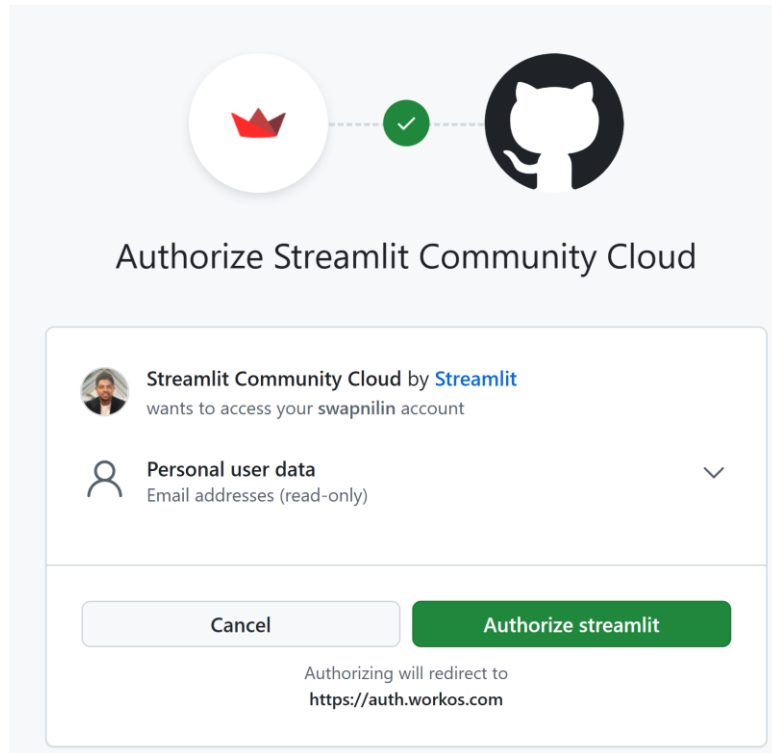 Authorize Streamlit Community Cloud
Streamlit Community Cloud by Streamlit
wants to access your swapnilin account
Personal user data
Email addresses (read-only)
Cancel
Authorize streamlit
Authorizing will redirect to
https://auth.workos.com